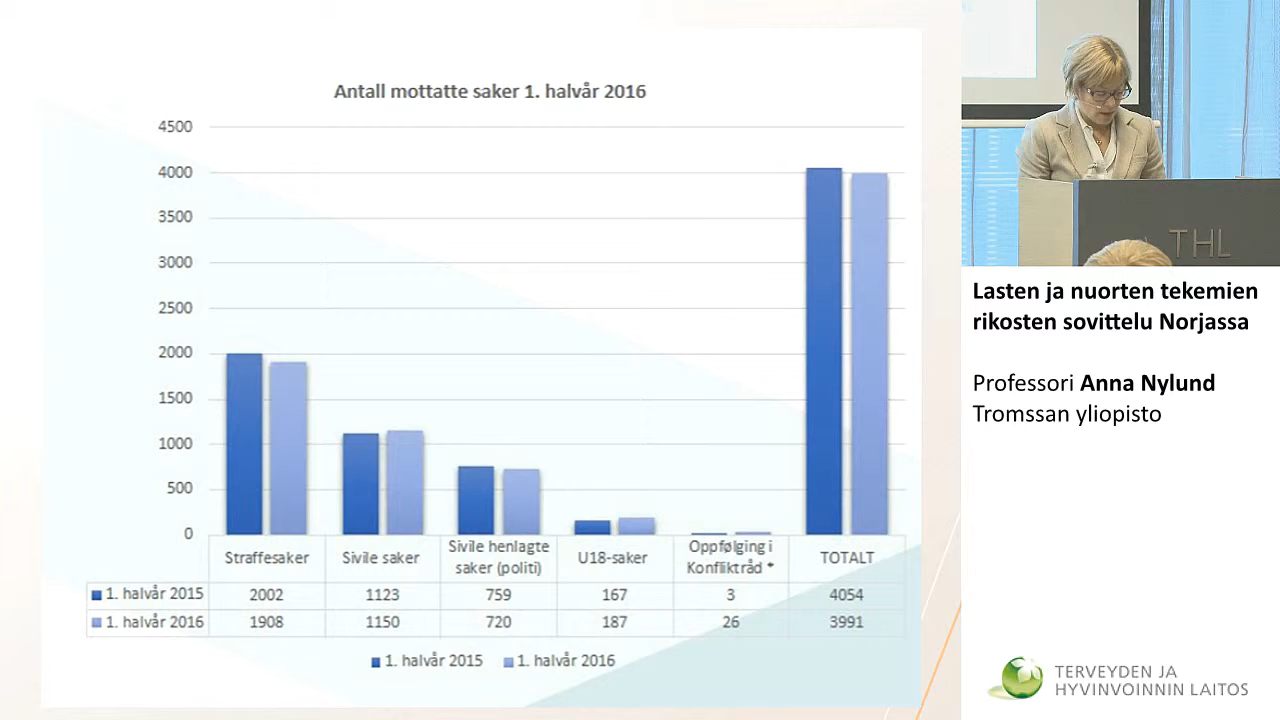 Antall mottatte saker 1. halvår 2016
4500
4000
3500
3000
2500
2000
1500
1000
500
0
Straffesaker Sivile saker Sivile henlagte saker (politi) U18-saker Oppfølging i Konfliktråd * TOTALT
1. halvår 2015 2002 1123 759 167 3 4054
1. halvår 2016 1908 1150 720 187 26 3991
1. halvår 2015 1. halvår 2016
THL
Lasten ja nuorten tekemien
rikosten sovittelu Norjassa
Professori Anna Nylund
Tromssan yliopisto
TERVEYDEN JA
HYVINVOINNIN LAITOS